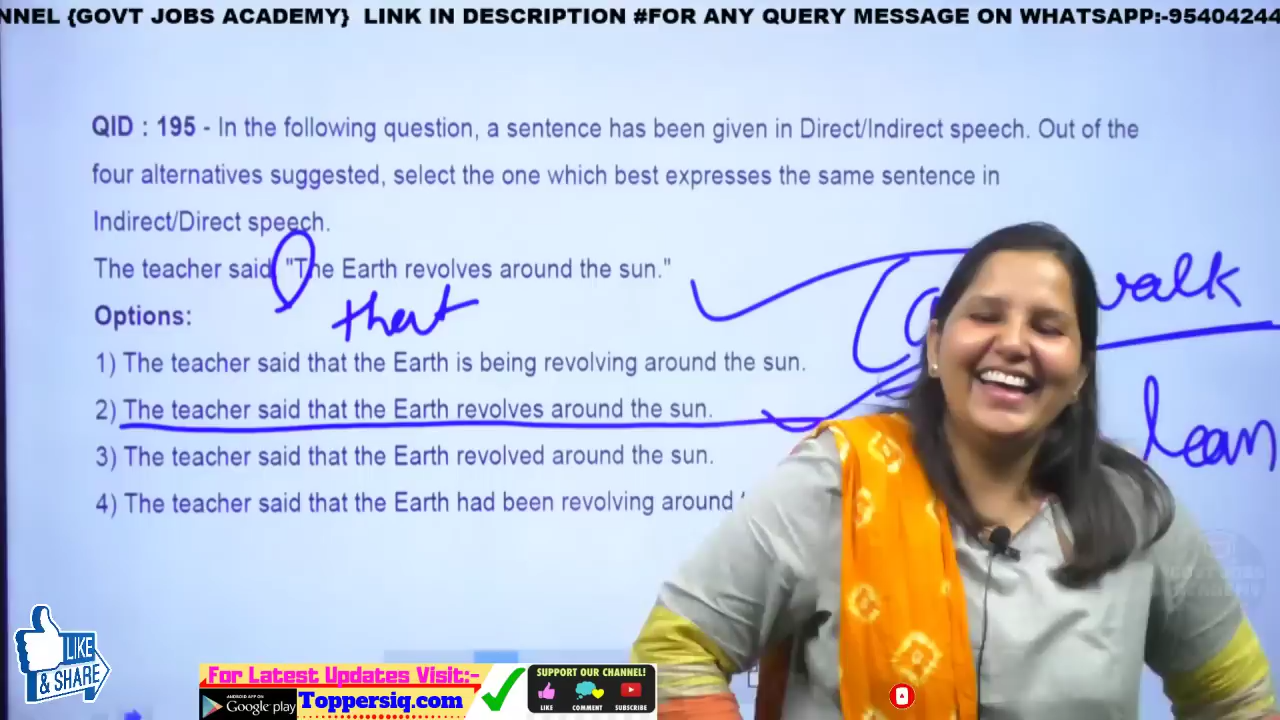 NNEL {GOVT JOBS ACADEMY} LINK IN DESCRIPTION #FOR ANY QUERY MESSAGE ON WHATSAPP:-95404244
QID : 195 - In the following question, a sentence has been given in Direct/Indirect speech. Out of the
four alternatives suggested, select the one which best expresses the same sentence in
Indirect/Direct speech.
The teacher said, "The Earth revolves around the sun."
walk
Options:
that
1) The teacher said that the Earth is being revolving around the sun.
2) The teacher said that the Earth revolves around the sun.
3) The teacher said that the Earth revolved around the sun.
4) The teacher said that the Earth had been revolving around
LIKE
& SHARE
For Latest Updates Visit:-
ANDROID APP ON
Google play
Toppersiq.com
SUPPORT OUR CHANNEL!
LIKE COMMENT SUBSCRIBE